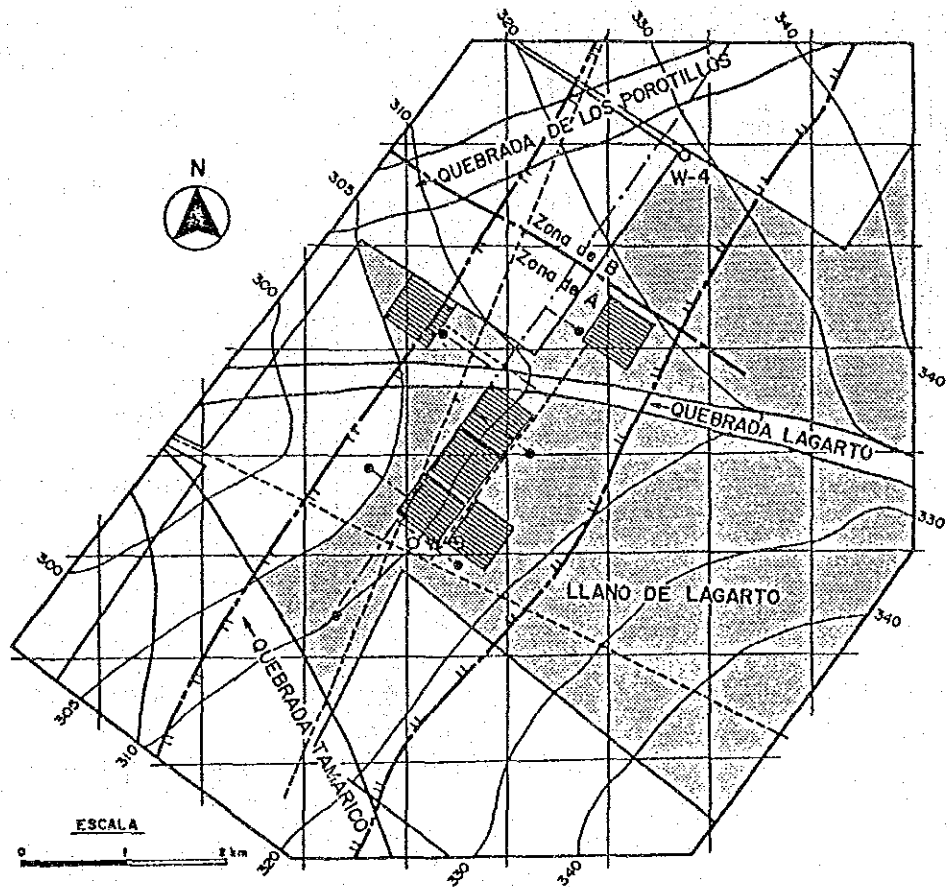 320
330
340
310
QUEBRADA DE LOS POROTILLOS
W-4
N
305
Zona de B
Zona de A
300
340
QUEBRADA LAGARTO
330
300
LLANO DE LAGARTO
340
QUEBRADA TAMARICO
305
310
ESCALA
0 1 2 km
320
330
340